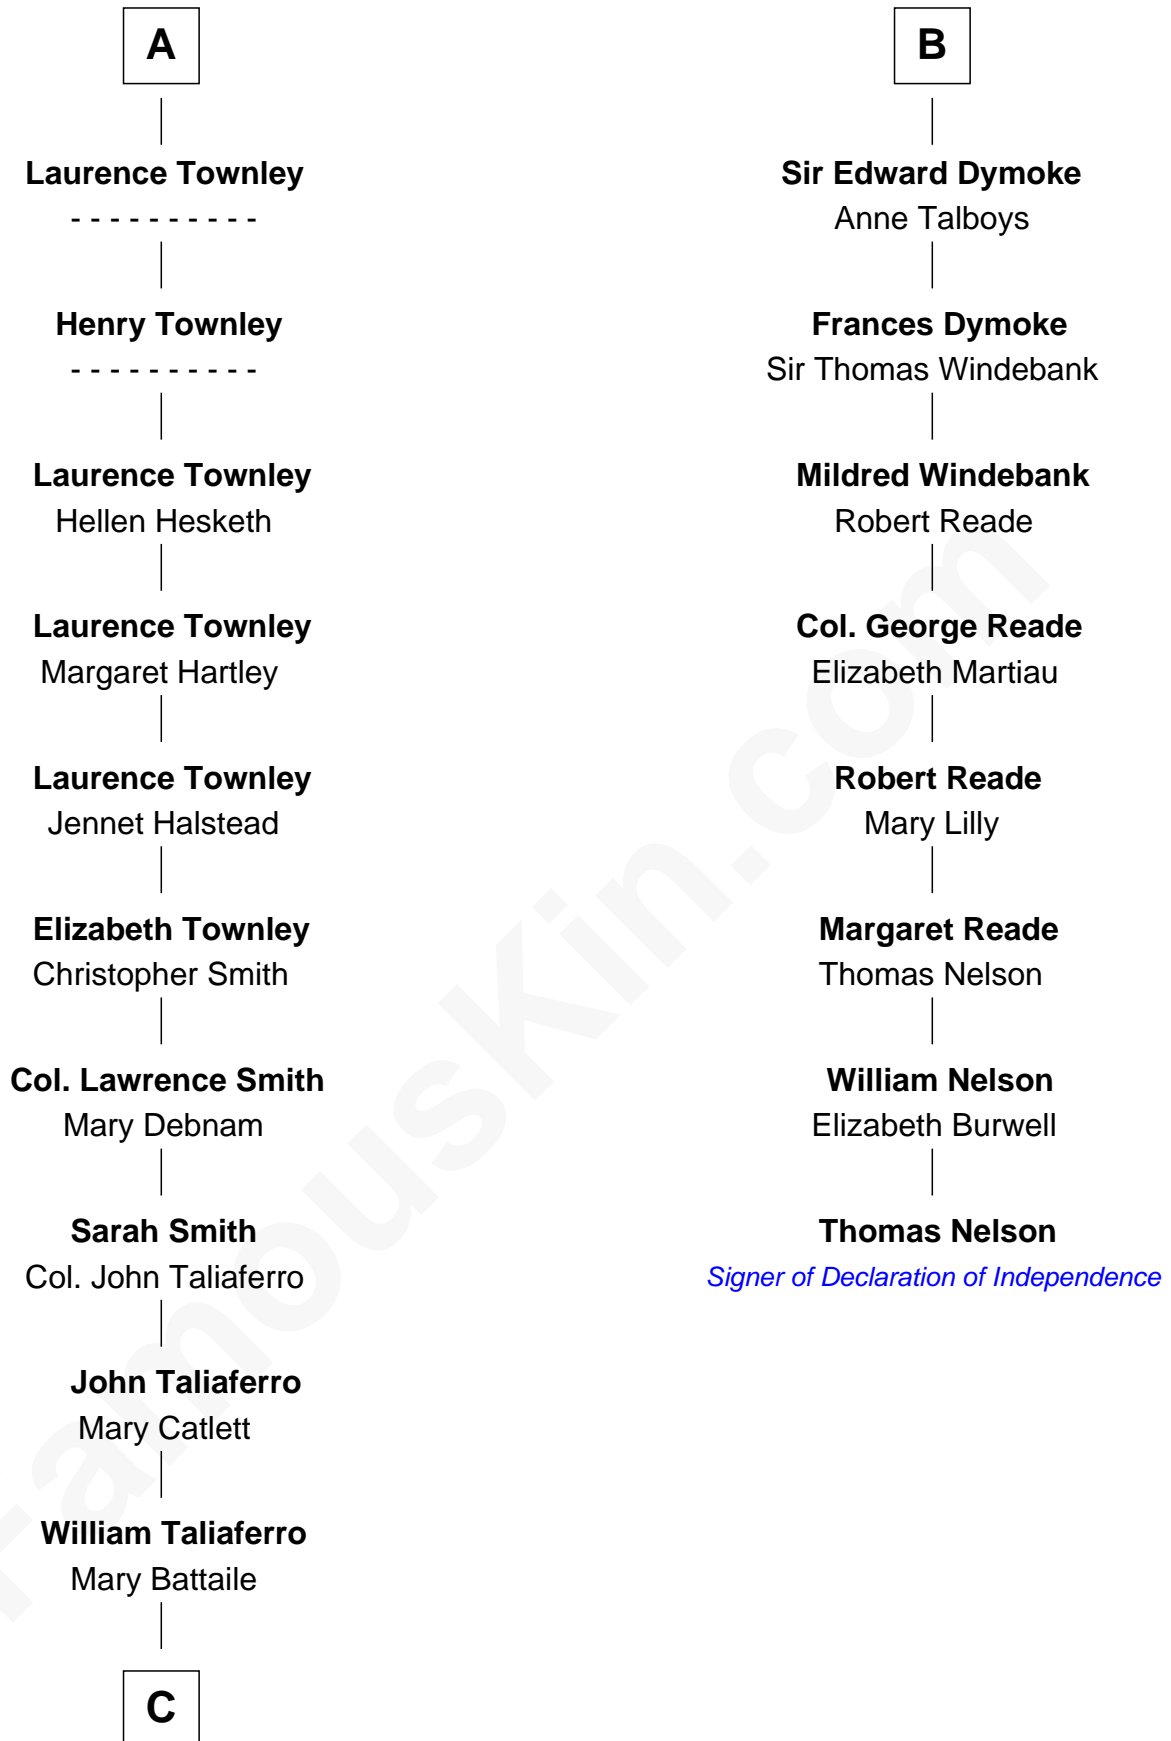 A
Laurence Townley
- - - - - - - - - -
Henry Townley
- - - - - - - - - -
Laurence Townley
Hellen Hesketh
Laurence Townley
Margaret Hartley
Laurence Townley
Jennet Halstead
Elizabeth Townley
Christopher Smith
Col. Lawrence Smith
Mary Debnam
Sarah Smith
Col. John Taliaferro
John Taliaferro
Mary Catlett
William Taliaferro
Mary Battaile
C
B
Sir Edward Dymoke
Anne Talboys
Frances Dymoke
Sir Thomas Windebank
Mildred Windebank
Robert Reade
Col. George Reade
Elizabeth Martiau
Robert Reade
Mary Lilly
Margaret Reade
Thomas Nelson
William Nelson
Elizabeth Burwell
Thomas Nelson
Signer of Declaration of Independence
FamousKin.com